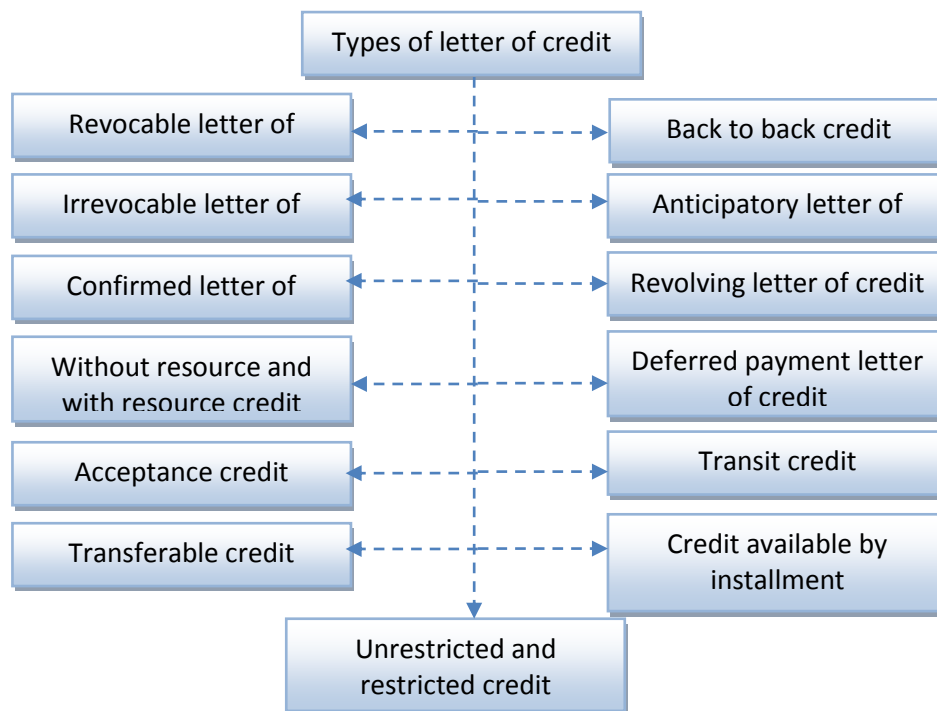 Types of letter of credit
Revocable letter of
Back to back credit
Irrevocable letter of
Anticipatory letter of
Confirmed letter of
Revolving letter of credit
Without resource and
with resource credit
Deferred payment letter
of credit
Acceptance credit
Transit credit
Transferable credit
Credit available by
installment
Unrestricted and
restricted credit